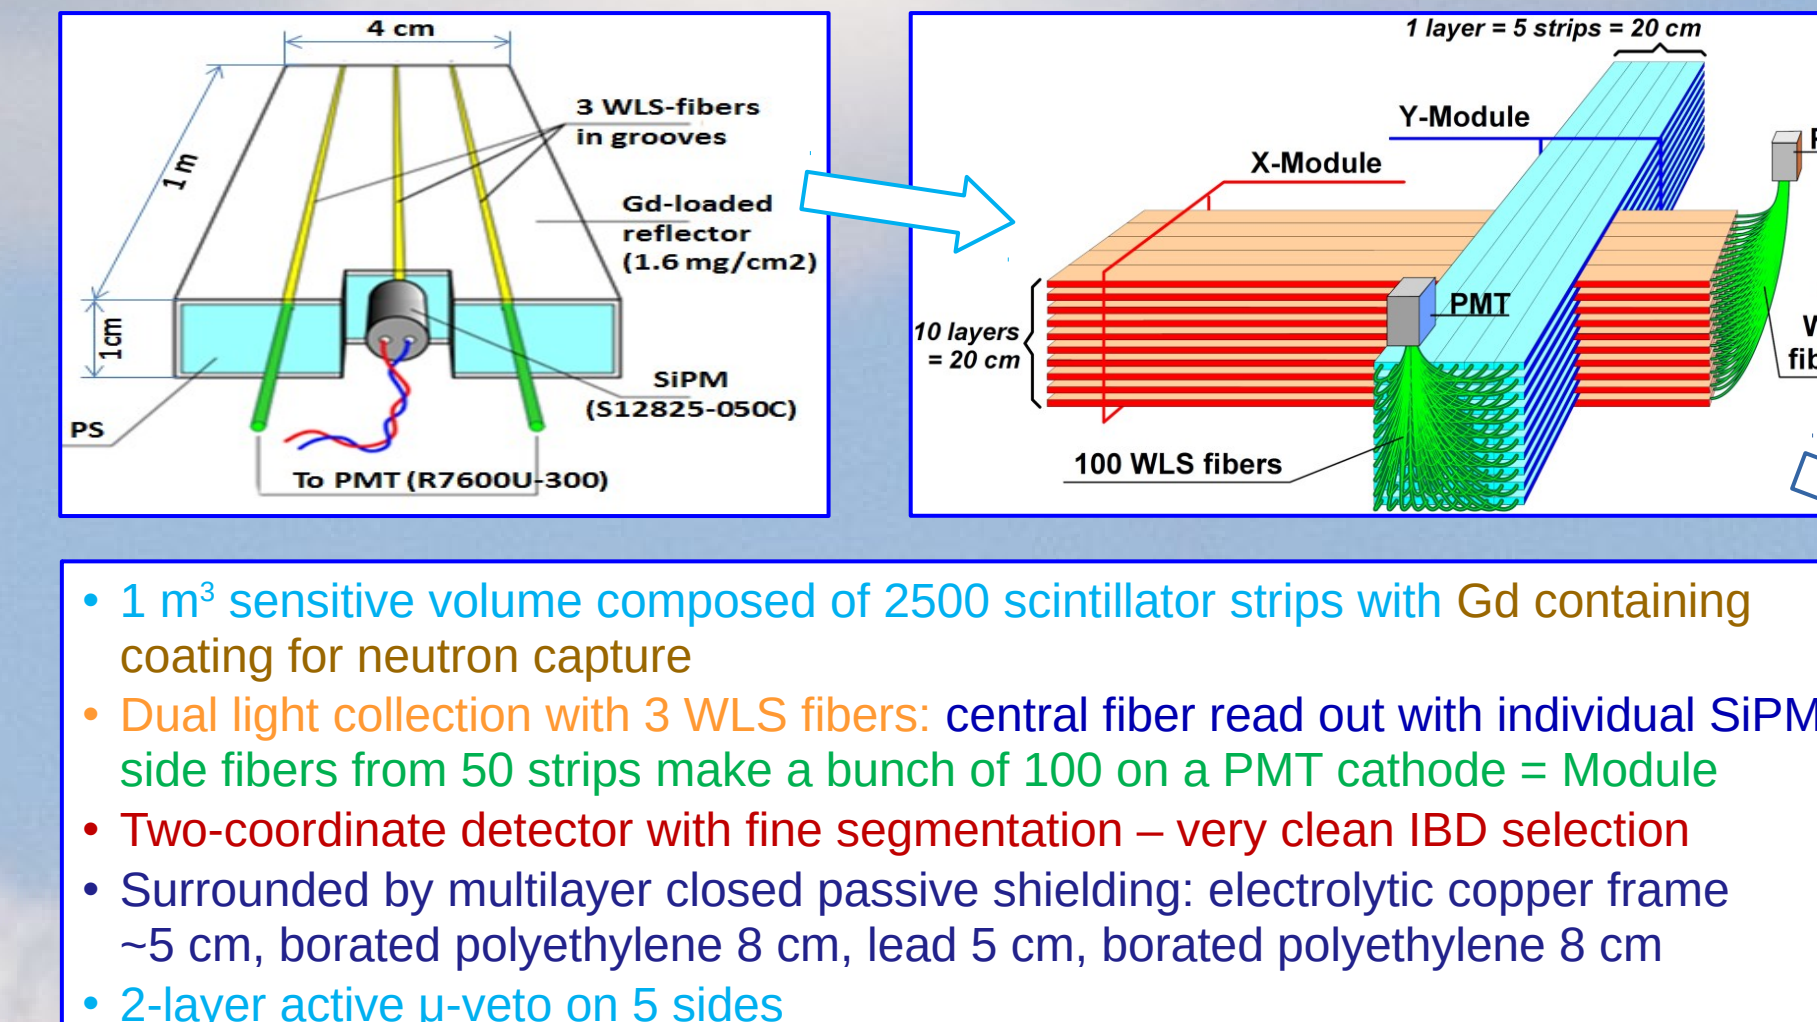 4 cm
1 m
3 WLS-fibers
in grooves
Gd-loaded
reflector
(1.6 mg/cm2)
1cm
SiPM
(S12825-050C)
PS
To PMT (R7600U-300)
1 layer = 5 strips = 20 cm
Y-Module
X-Module
PMT
10 layers
= 20 cm
100 WLS fibers
• 1 m³ sensitive volume composed of 2500 scintillator strips with Gd containing
coating for neutron capture
• Dual light collection with 3 WLS fibers: central fiber read out with individual SiPM
side fibers from 50 strips make a bunch of 100 on a PMT cathode = Module
• Two-coordinate detector with fine segmentation – very clean IBD selection
• Surrounded by multilayer closed passive shielding: electrolytic copper frame
~5 cm, borated polyethylene 8 cm, lead 5 cm, borated polyethylene 8 cm
• 2-layer active μ-veto on 5 sides